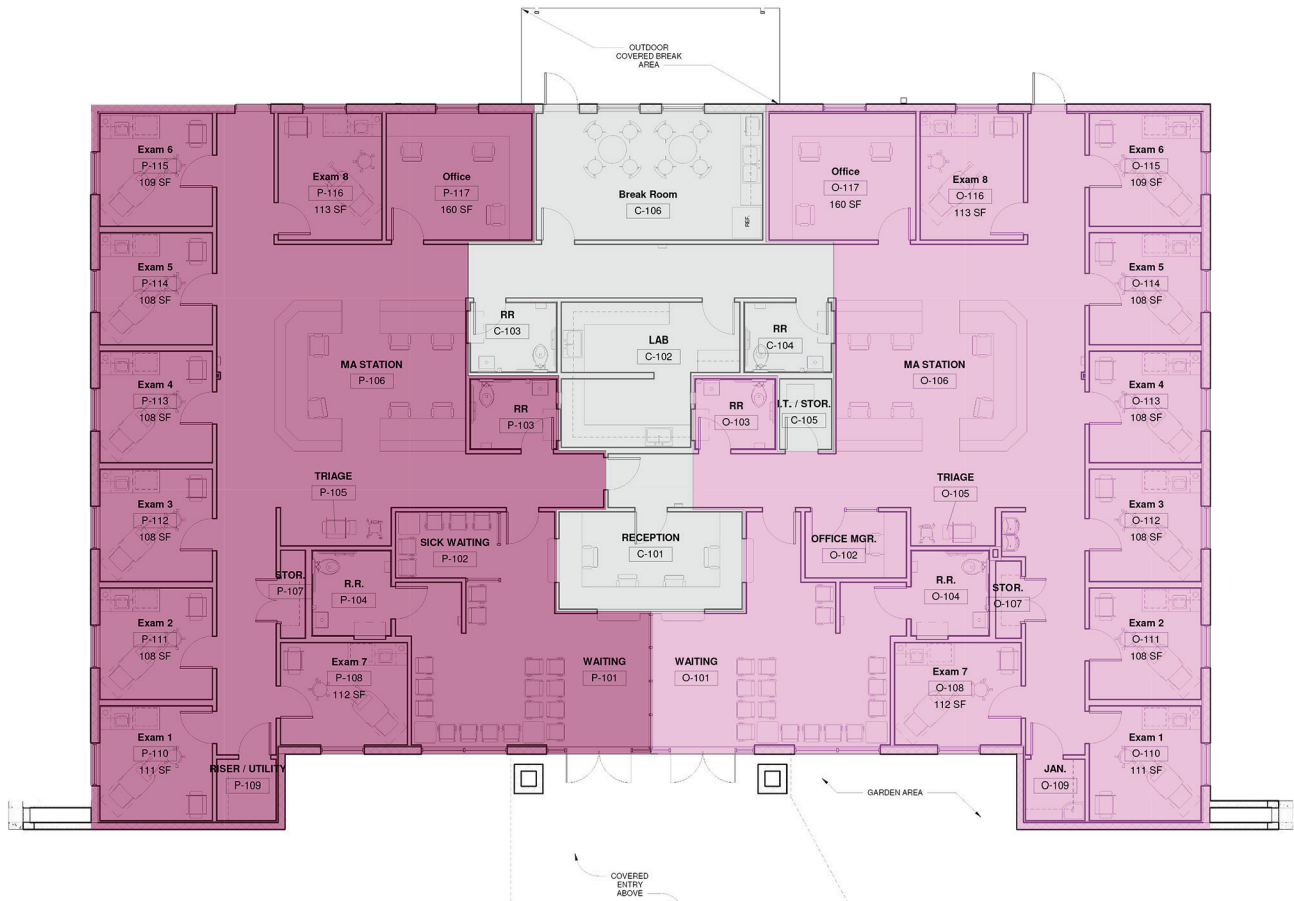 OUTDOOR
COVERED BREAK
AREA
Exam 6
P-115
109 SF
Exam 8
P-116
113 SF
Office
P-117
160 SF
Break Room
C-106
REF.
Office
O-117
160 SF
Exam 8
O-116
113 SF
Exam 6
O-115
109 SF
Exam 5
P-114
108 SF
Exam 5
O-114
108 SF
RR
C-103
LAB
C-102
RR
C-104
MA STATION
P-106
MA STATION
O-106
Exam 4
P-113
108 SF
RR
P-103
RR
O-103
I.T. / STOR.
C-105
Exam 4
O-113
108 SF
TRIAGE
P-105
TRIAGE
O-105
Exam 3
P-112
108 SF
SICK WAITING
P-102
RECEPTION
C-101
OFFICE MGR.
O-102
Exam 3
O-112
108 SF
STOR.
P-107
R.R.
P-104
R.R.
O-104
STOR.
O-107
Exam 2
P-111
108 SF
Exam 2
O-111
108 SF
Exam 7
P-108
112 SF
WAITING
P-101
WAITING
O-101
Exam 7
O-108
112 SF
Exam 1
P-110
111 SF
RISER / UTILITY
P-109
JAN.
O-109
Exam 1
O-110
111 SF
GARDEN AREA
COVERED
ENTRY
ABOVE